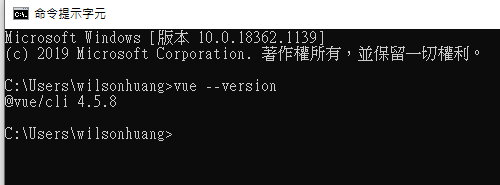 命令提示字元
Microsoft Windows [版本 10.0.18362.1139]
(c) 2019 Microsoft Corporation. 著作權所有，並保留一切權利。
C:\Users\wilsonhuang>vue --version
@vue/cli 4.5.8
C:\Users\wilsonhuang>